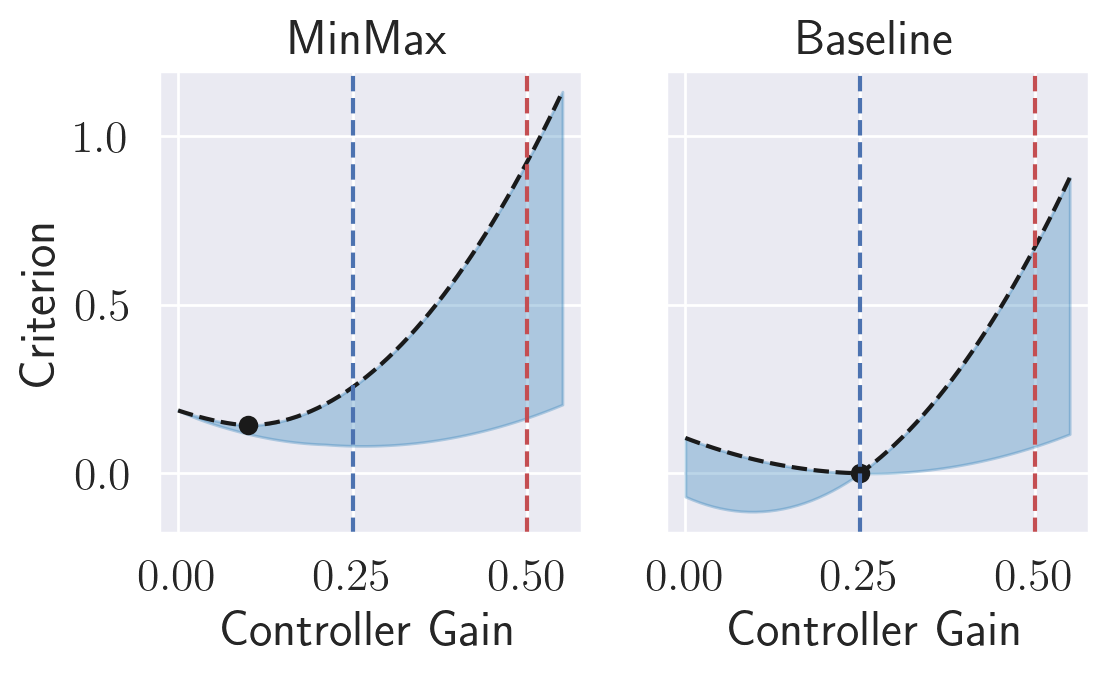 MinMax
Baseline
Criterion
1.0
0.5
0.0
0.00 0.25 0.50
0.00 0.25 0.50
Controller Gain
Controller Gain